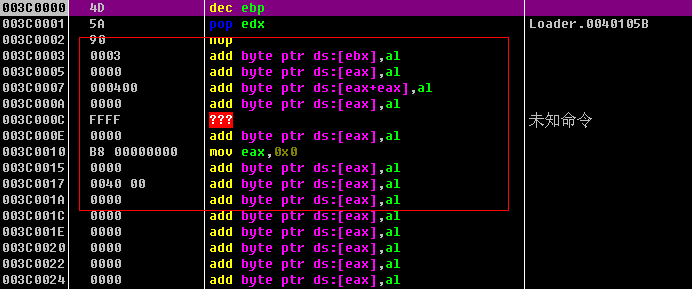 003C0000 4D dec ebp
003C0001 5A pop edx Loader.0040105B
003C0002 90 nop
003C0003 0003 add byte ptr ds:[ebx],al
003C0005 0000 add byte ptr ds:[eax],al
003C0007 000400 add byte ptr ds:[eax+eax],al
003C000A 0000 add byte ptr ds:[eax],al
003C000C FFFF ??? 未知命令
003C000E 0000 add byte ptr ds:[eax],al
003C0010 B8 00000000 mov eax,0x0
003C0015 0000 add byte ptr ds:[eax],al
003C0017 0040 00 add byte ptr ds:[eax],al
003C001A 0000 add byte ptr ds:[eax],al
003C001C 0000 add byte ptr ds:[eax],al
003C001E 0000 add byte ptr ds:[eax],al
003C0020 0000 add byte ptr ds:[eax],al
003C0022 0000 add byte ptr ds:[eax],al
003C0024 0000 add byte ptr ds:[eax],al